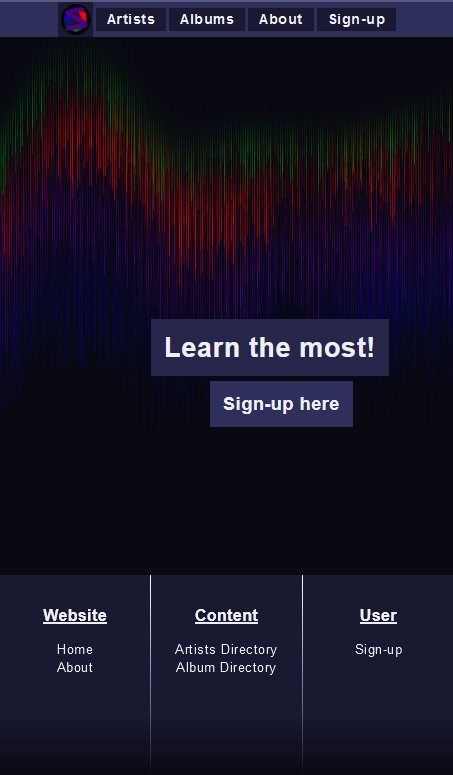 Artists Albums About Sign-up
Learn the most!
Sign-up here
Website
Home
About
Content
Artists Directory
Album Directory
User
Sign-up